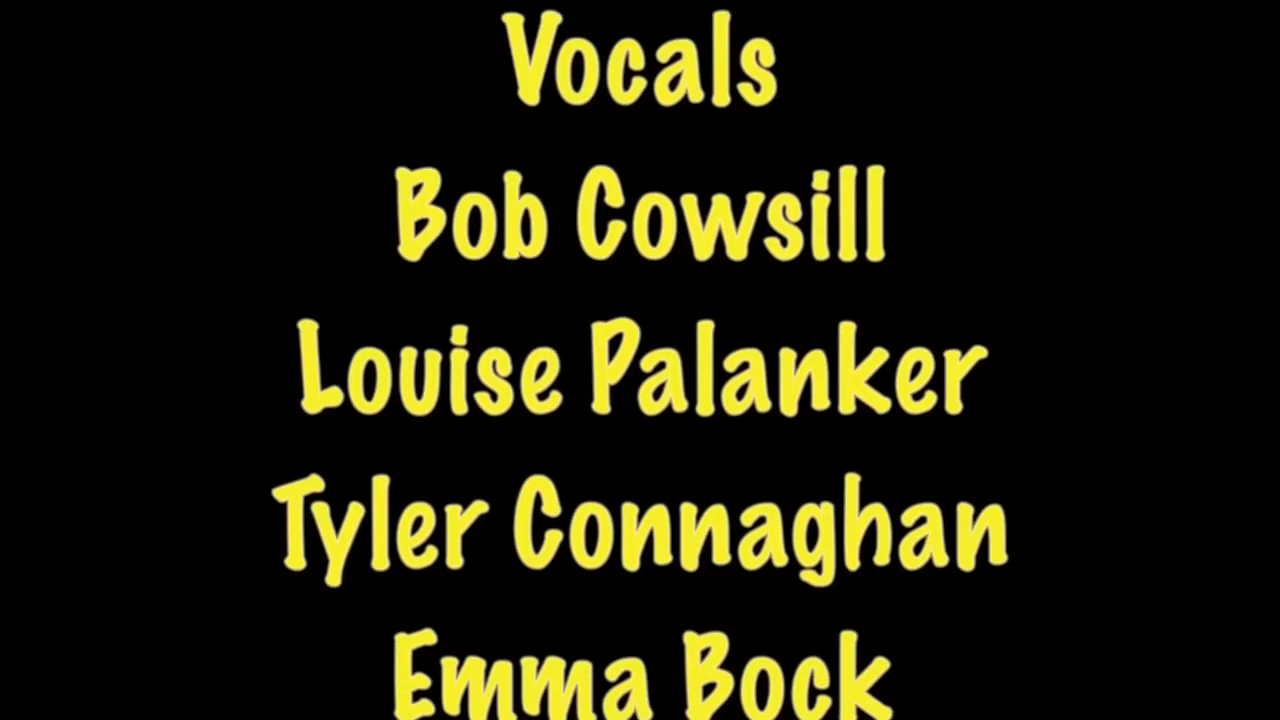 Vocals
Bob Cowsill
Louise Palanker
Tyler Connaghan
Emma Bock